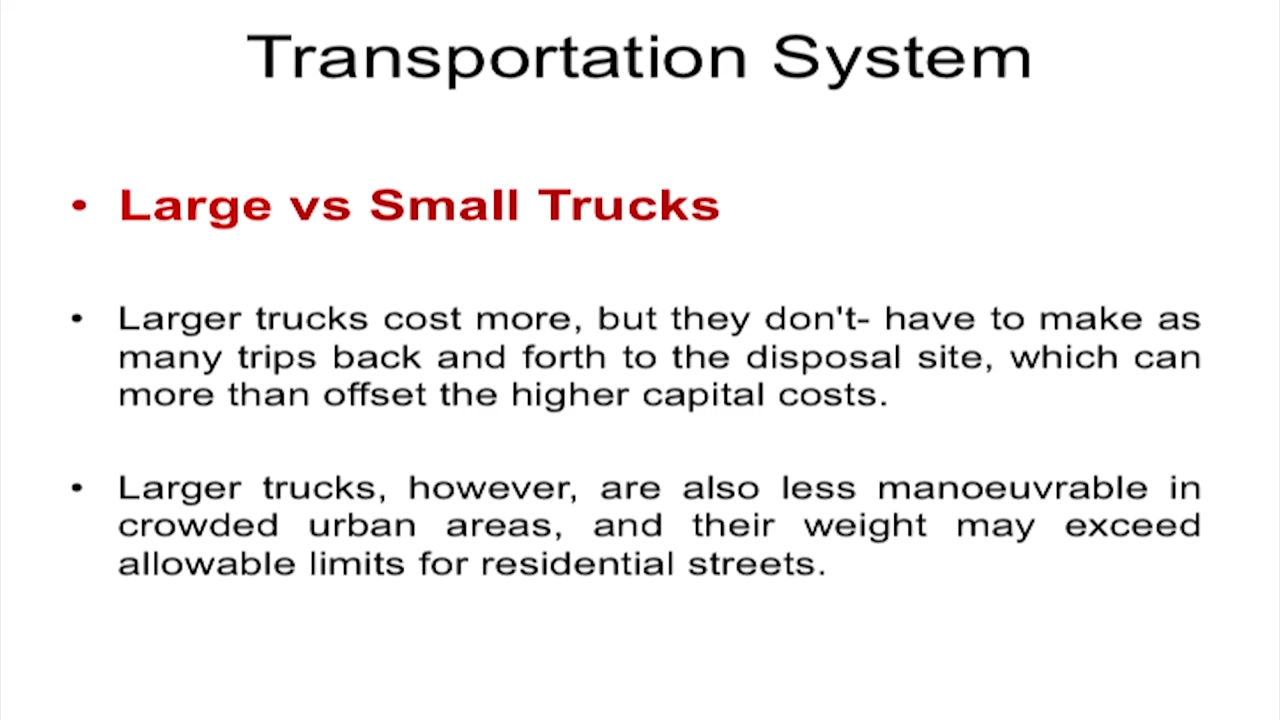 Transportation System
• Large vs Small Trucks
• Larger trucks cost more, but they don't- have to make as
many trips back and forth to the disposal site, which can
more than offset the higher capital costs.
• Larger trucks, however, are also less manoeuvrable in
crowded urban areas, and their weight may exceed
allowable limits for residential streets.